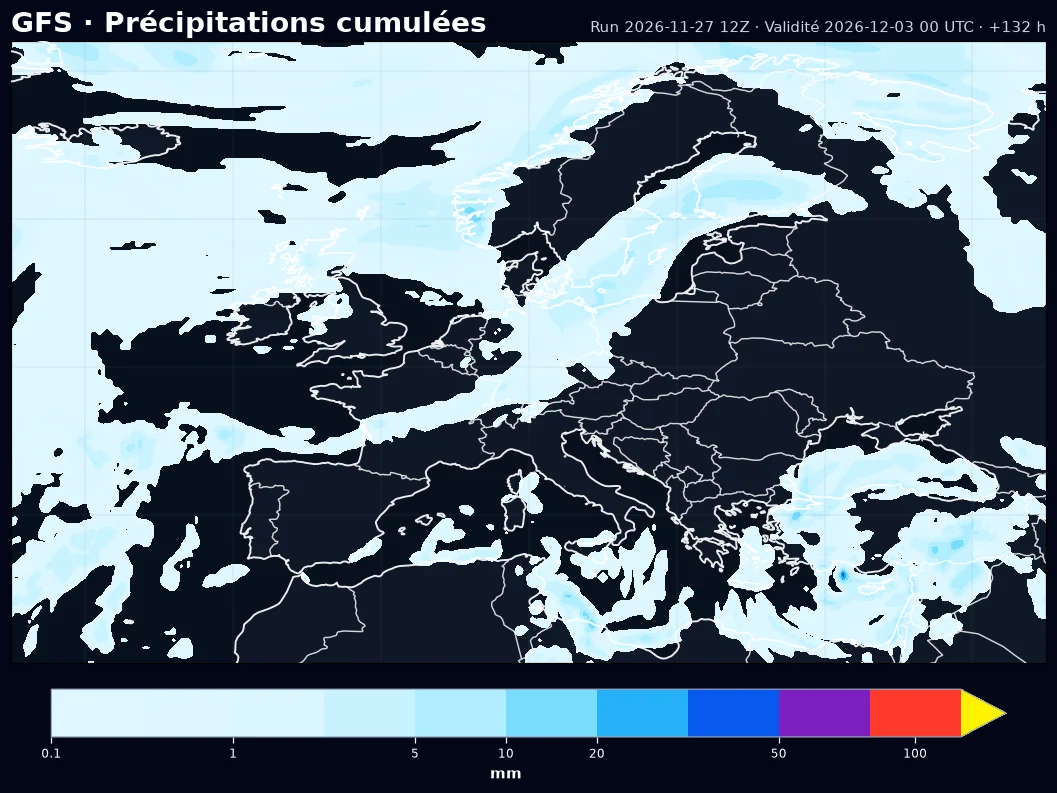 GFS · Précipitations cumulées
Run 2026-11-27 12Z · Validité 2026-12-03 00 UTC · +132 h
0.1 1 5 10 20 50 100
mm